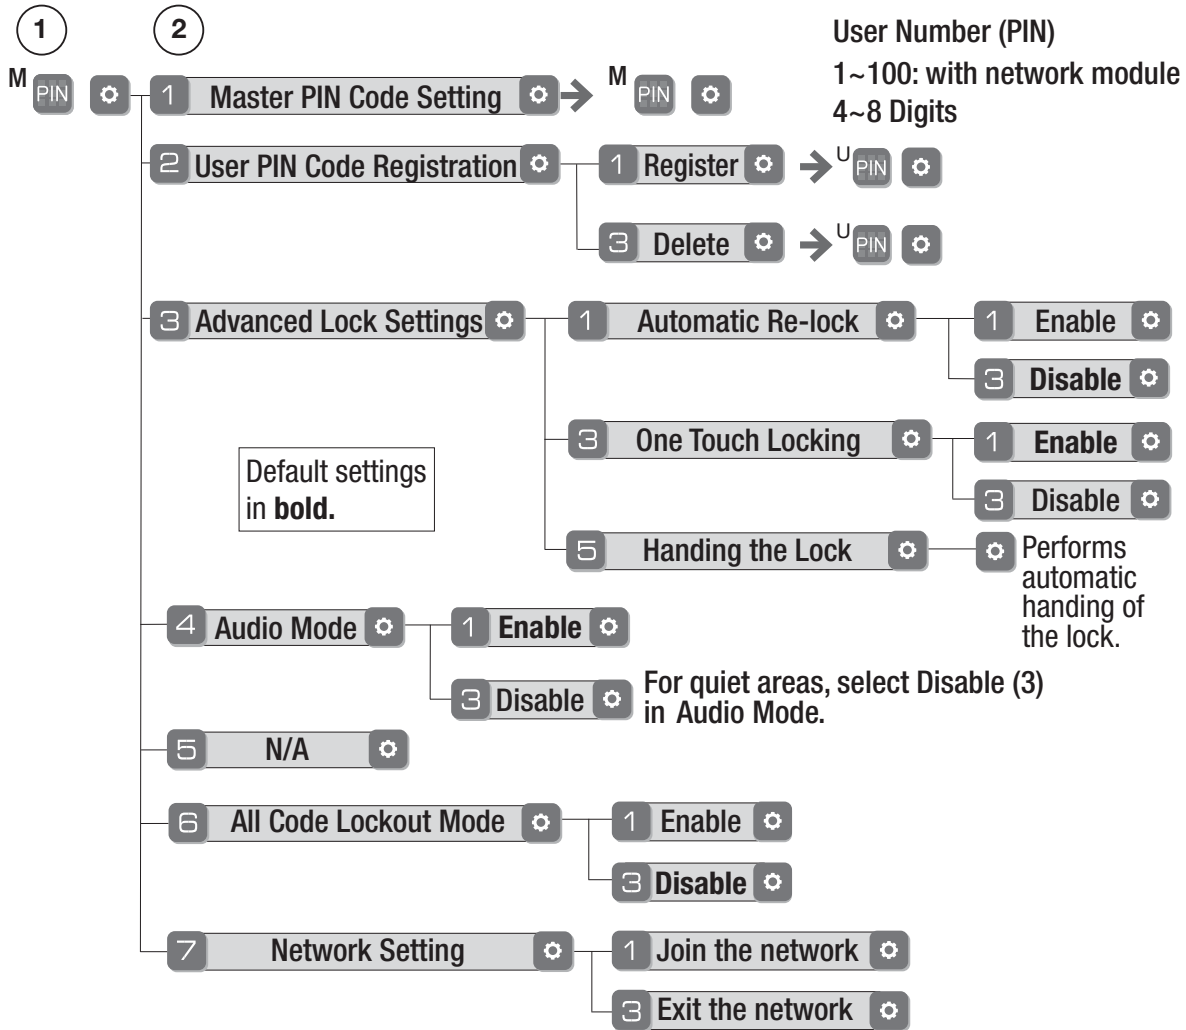 1
2
User Number (PIN)
1~100: with network module
4~8 Digits
M PIN 1 Master PIN Code Setting M PIN
2 User PIN Code Registration 1 Register U PIN
3 Delete U PIN
3 Advanced Lock Settings 1 Automatic Re-lock 1 Enable
3 Disable
3 One Touch Locking 1 Enable
3 Disable
Default settings
in bold.
5 Handing the Lock Performs
automatic
handing of
the lock.
4 Audio Mode 1 Enable
3 Disable For quiet areas, select Disable (3)
in Audio Mode.
5 N/A
6 All Code Lockout Mode 1 Enable
3 Disable
7 Network Setting 1 Join the network
3 Exit the network